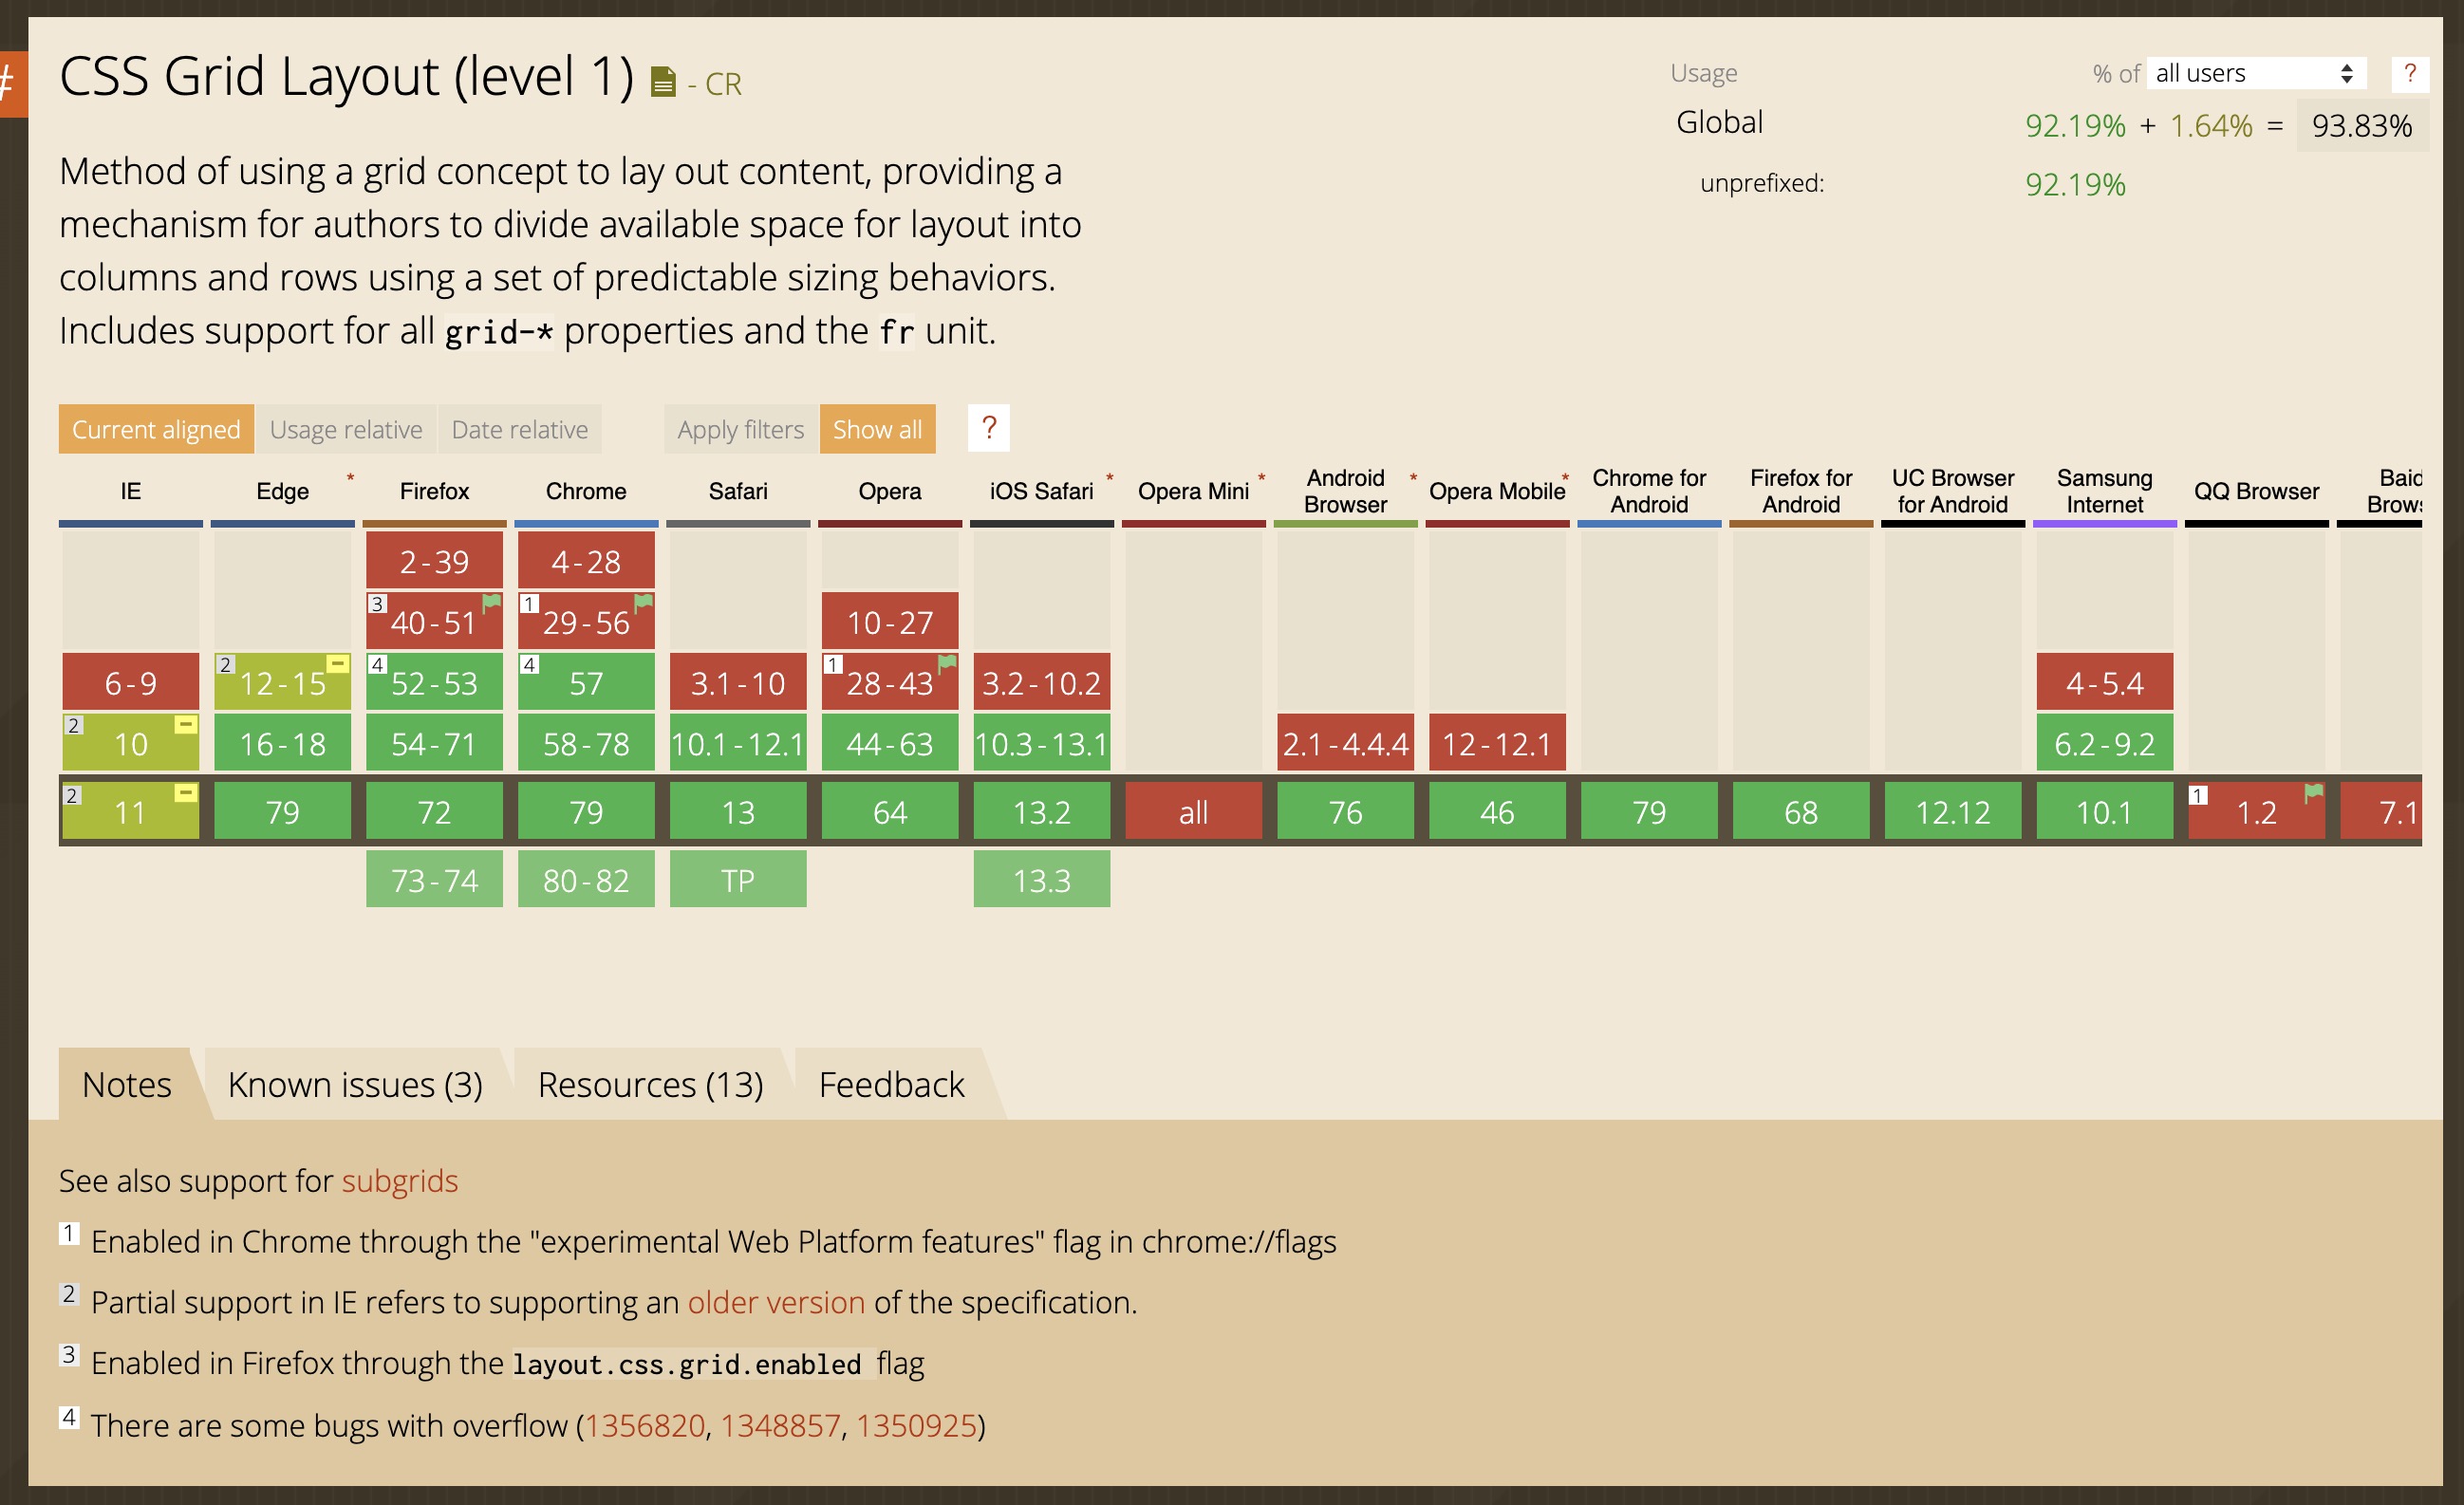 #
CSS Grid Layout (level 1) - CR
Usage % of all users ?
Global 92.19% + 1.64% = 93.83%
unprefixed: 92.19%
Method of using a grid concept to lay out content, providing a
mechanism for authors to divide available space for layout into
columns and rows using a set of predictable sizing behaviors.
Includes support for all grid-* properties and the fr unit.
Current aligned Usage relative Date relative Apply filters Show all ?
IE Edge * Firefox Chrome Safari Opera iOS Safari * Opera Mini * Android Browser * Opera Mobile * Chrome for Android Firefox for Android UC Browser for Android Samsung Internet QQ Browser
2-39 4-28
3 40-51 1 29-56 10-27
6-9 2 12-15 4 52-53 4 57 3.1-10 1 28-43 3.2-10.2 4-5.4
2 10 16-18 54-71 58-78 10.1-12.1 44-63 10.3-13.1 2.1-4.4.4 12-12.1 6.2-9.2
2 11 79 72 79 13 64 13.2 all 76 46 79 68 12.12 10.1 1 1.2 7.1
73-74 80-82 TP 13.3
Notes Known issues (3) Resources (13) Feedback
See also support for subgrids
1 Enabled in Chrome through the "experimental Web Platform features" flag in chrome://flags
2 Partial support in IE refers to supporting an older version of the specification.
3 Enabled in Firefox through the layout.css.grid.enabled flag
4 There are some bugs with overflow (1356820, 1348857, 1350925)